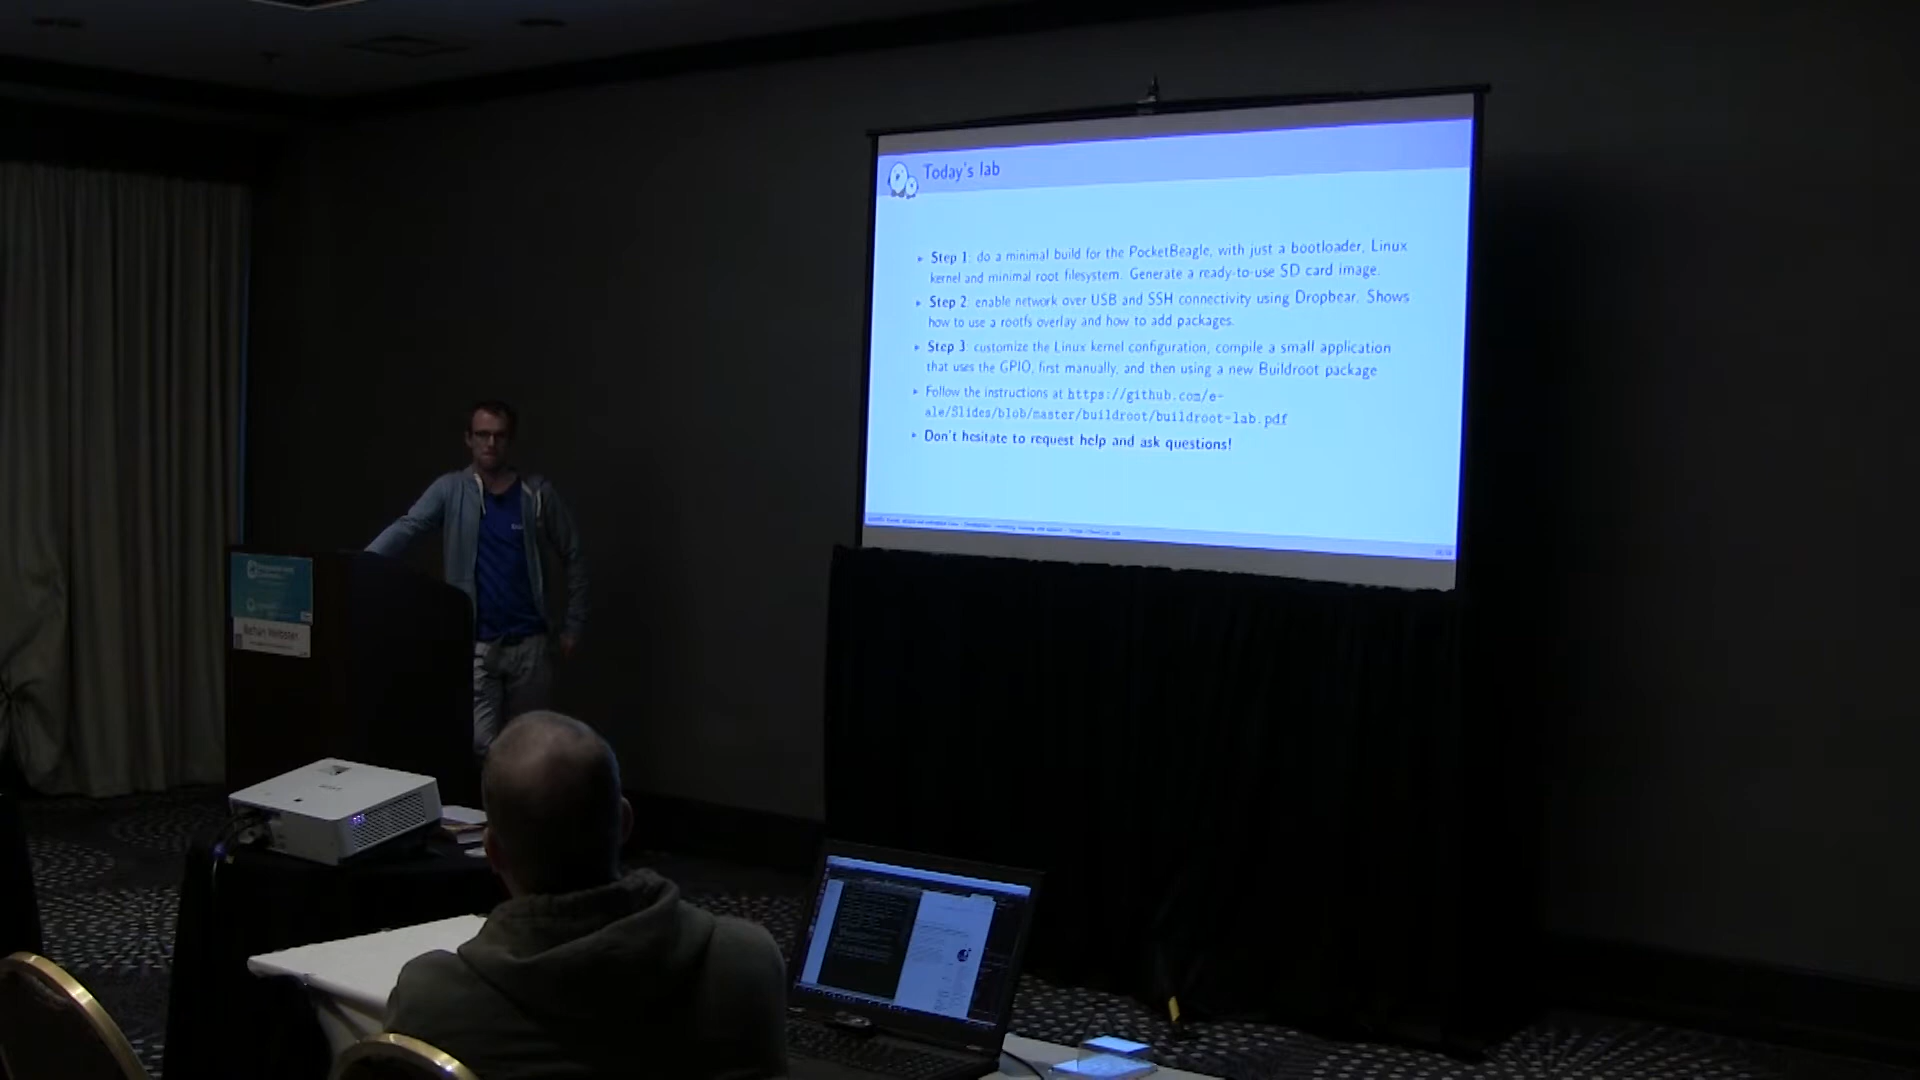 Today's lab
▸ Step 1: do a minimal build for the PocketBeagle, with just a bootloader, Linux
kernel and minimal root filesystem. Generate a ready-to-use SD card image.
▸ Step 2: enable network over USB and SSH connectivity using Dropbear. Shows
how to use a rootfs overlay and how to add packages.
▸ Step 3: customize the Linux kernel configuration, compile a small application
that uses the GPIO, first manually, and then using a new Buildroot package
▸ Follow the instructions at https://github.com/e-
ale/Slides/blob/master/buildroot/buildroot-lab.pdf
▸ Don't hesitate to request help and ask questions!
Behan Webster